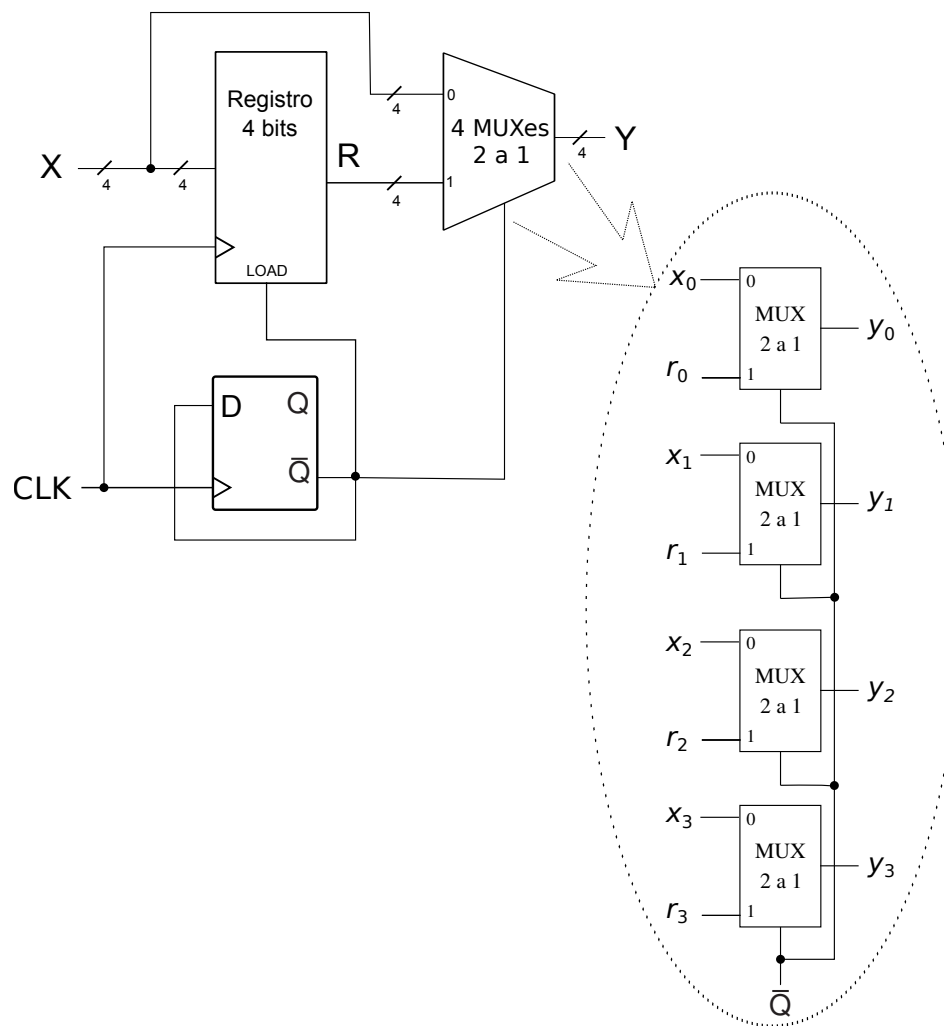 Registro
4 bits
X
4
4
R
4
4
0
1
4 MUXes
2 a 1
4
Y
LOAD
D
Q
Q̅
CLK
x0
0
MUX
2 a 1
y0
r0
1
x1
0
MUX
2 a 1
y1
r1
1
x2
0
MUX
2 a 1
y2
r2
1
x3
0
MUX
2 a 1
y3
r3
1
Q̅